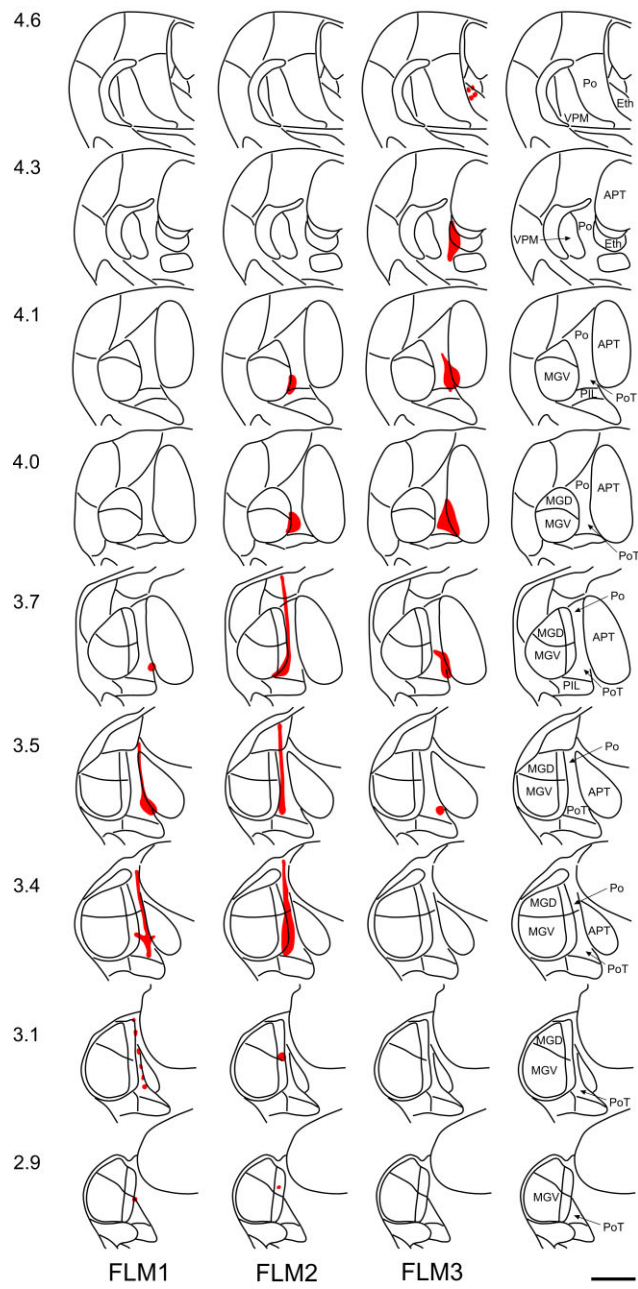 4.6
Po
Eth
VPM
4.3
APT
Po
VPM
Eth
4.1
Po
APT
MGV
PIL
PoT
4.0
Po
APT
MGD
MGV
PoT
3.7
Po
MGD
APT
MGV
PIL
PoT
3.5
Po
MGD
MGV
APT
PoT
3.4
Po
MGD
MGV
APT
PoT
3.1
MGD
MGV
PoT
2.9
MGV
PoT
FLM1 FLM2 FLM3